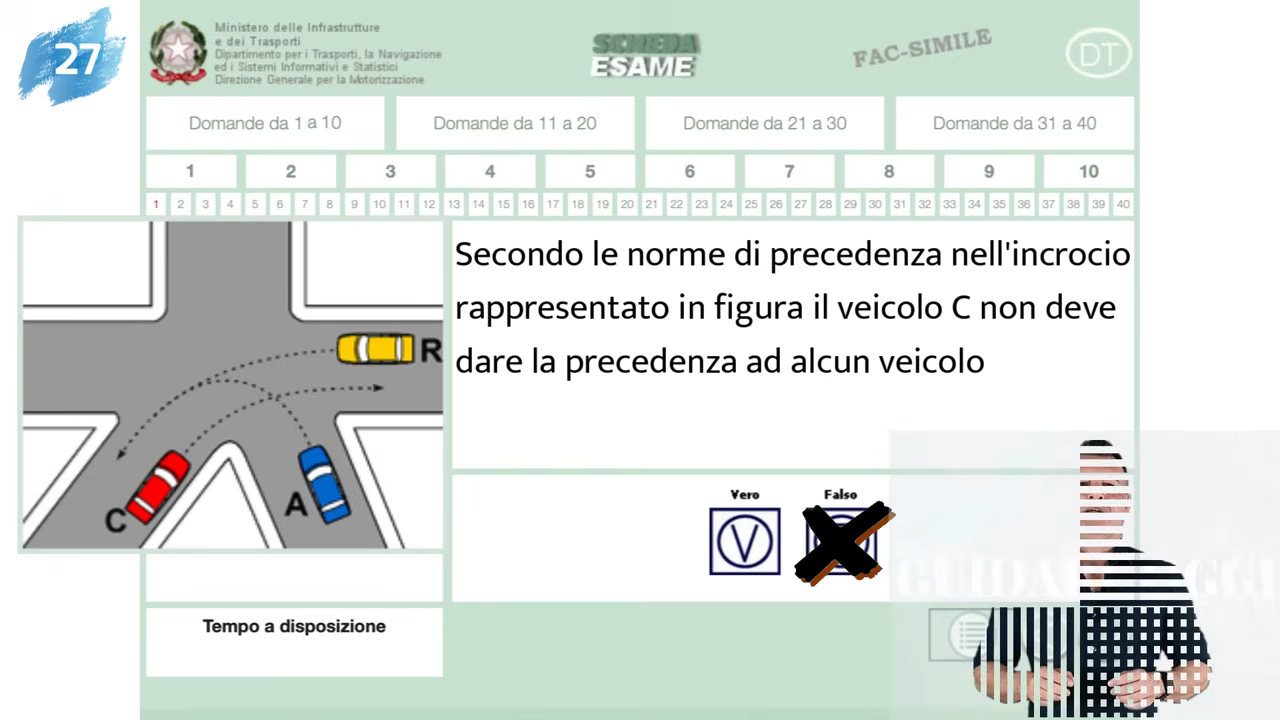 27
Ministero delle Infrastrutture
e dei Trasporti
Dipartimento per i Trasporti, la Navigazione
ed i Sistemi Informativi e Statistici
Direzione Generale per la Motorizzazione
SCHEDA
ESAME
FAC-SIMILE
DT
Domande da 1 a 10
Domande da 11 a 20
Domande da 21 a 30
Domande da 31 a 40
1 2 3 4 5 6 7 8 9 10
1 2 3 4 5 6 7 8 9 10 11 12 13 14 15 16 17 18 19 20 21 22 23 24 25 26 27 28 29 30 31 32 33 34 35 36 37 38 39 40
R
C
A
Secondo le norme di precedenza nell'incrocio
rappresentato in figura il veicolo C non deve
dare la precedenza ad alcun veicolo
Vero
Falso
V
GUIDA
Tempo a disposizione